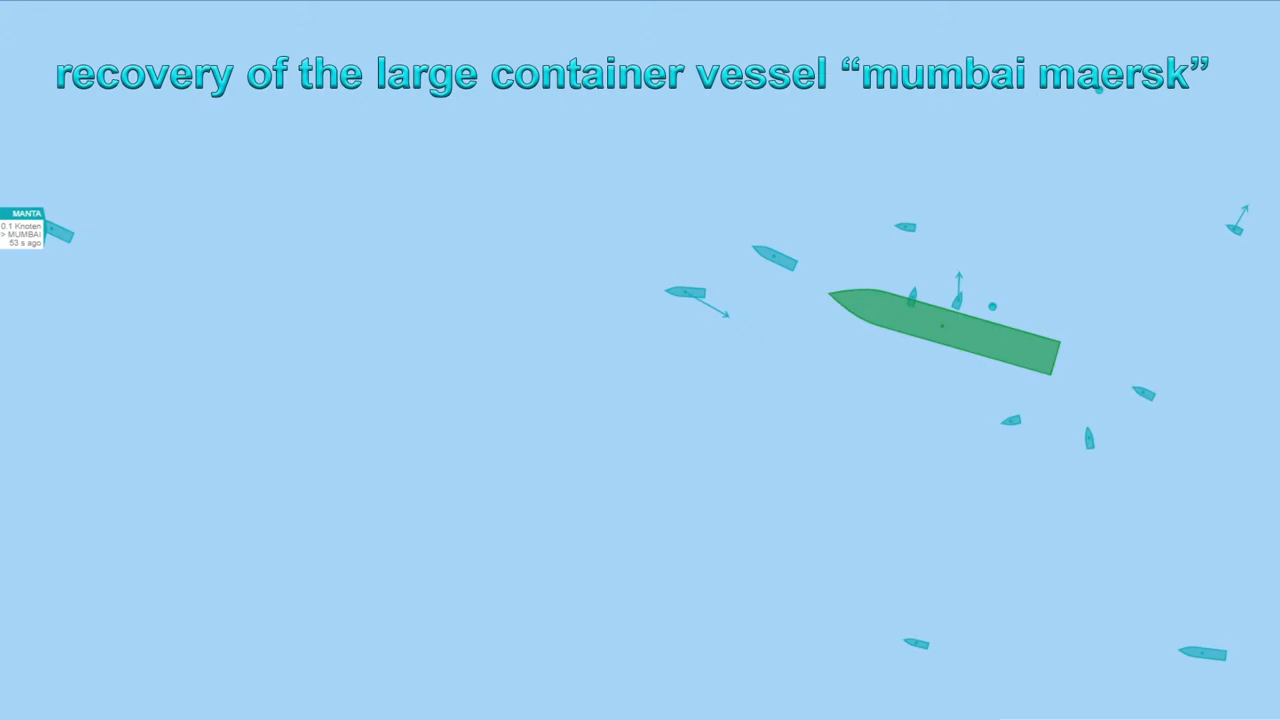 recovery of the large container vessel “mumbai maersk”
MANTA
0.1 Knoten
> MUMBAI
53 s ago